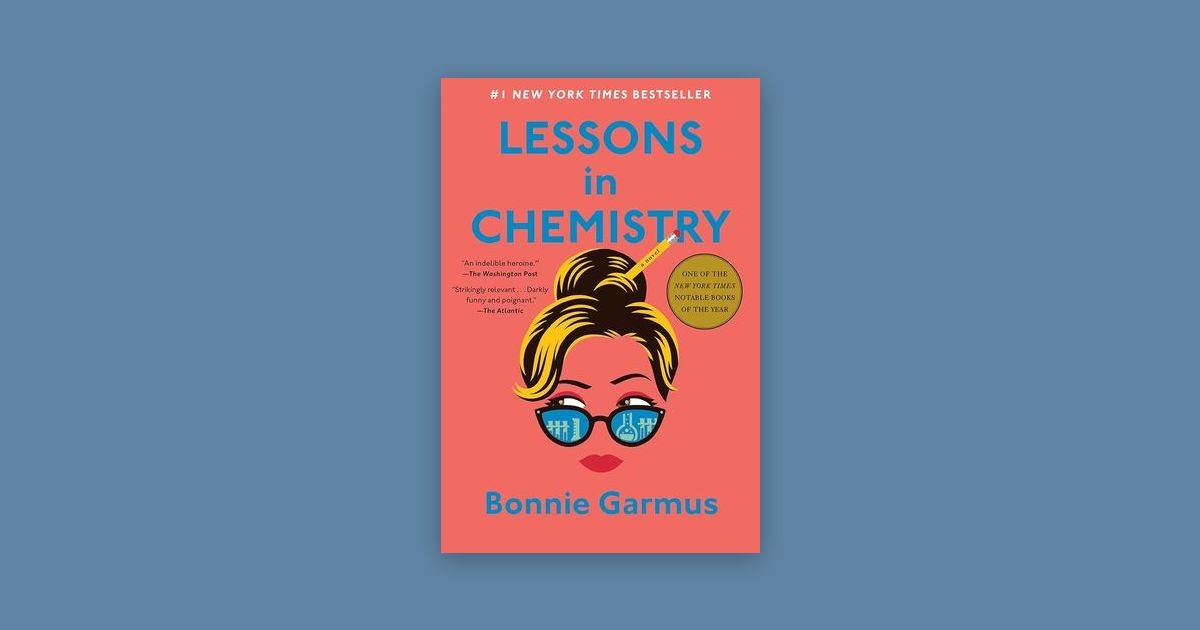 #1 NEW YORK TIMES BESTSELLER
LESSONS
in
CHEMISTRY
a novel
"An indelible heroine."
—The Washington Post
"Strikingly relevant . . . Darkly
funny and poignant."
—The Atlantic
ONE OF THE
NEW YORK TIMES
NOTABLE BOOKS
OF THE YEAR
Bonnie Garmus